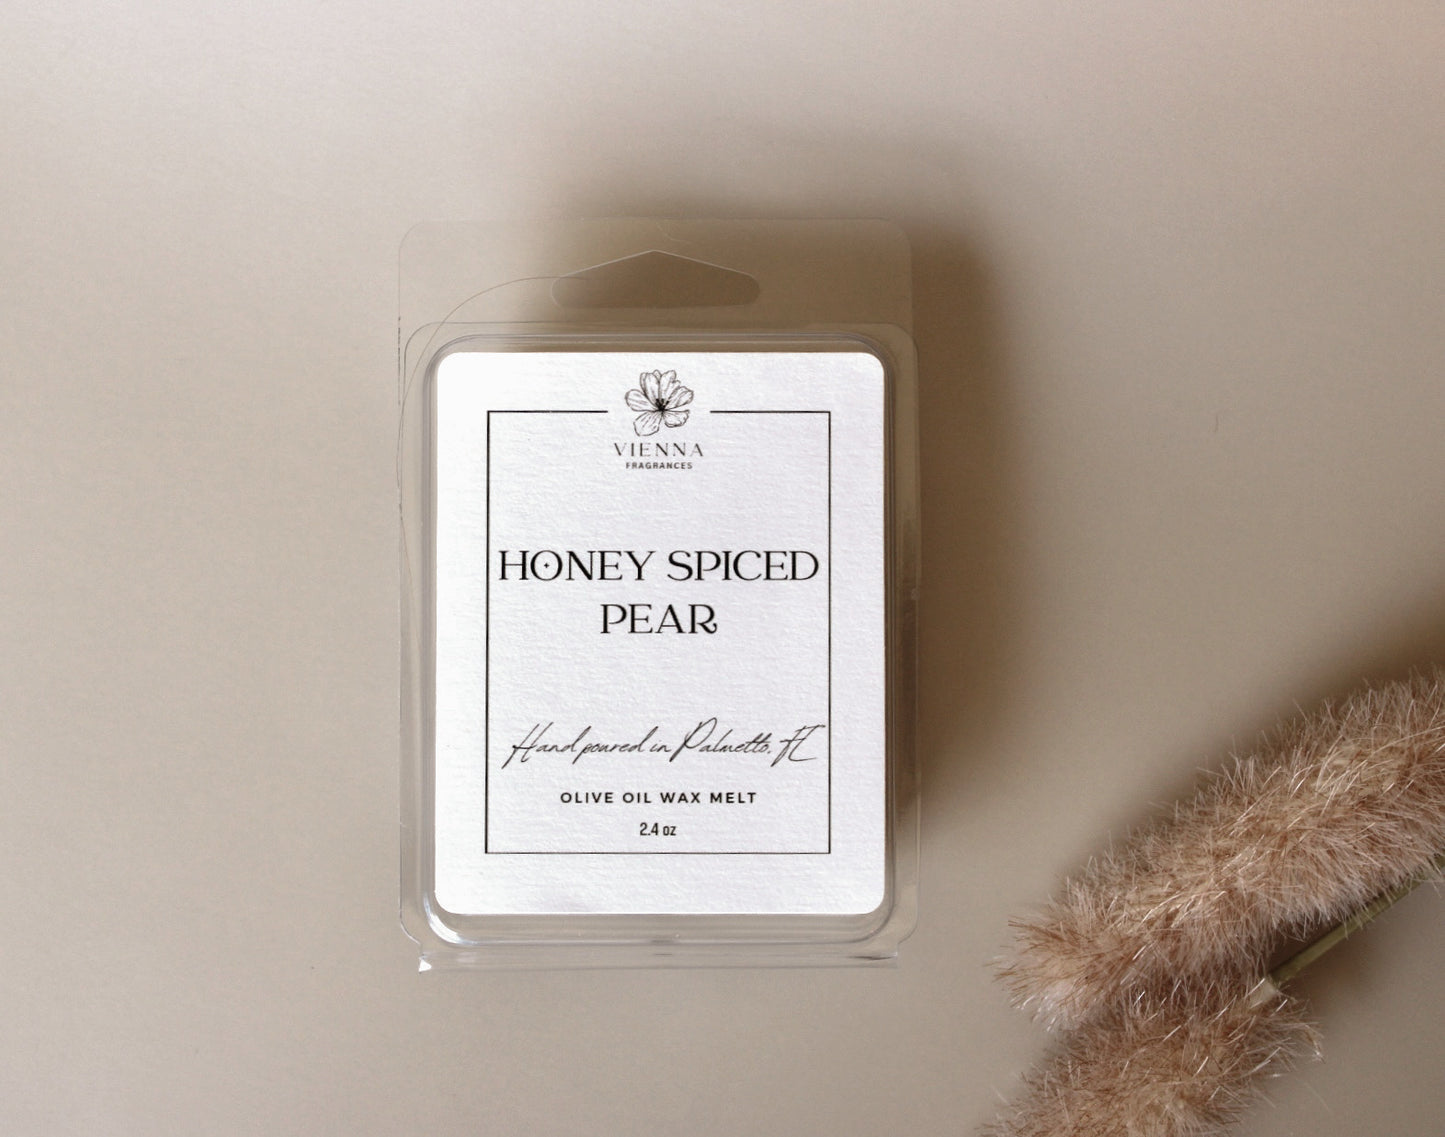 VIENNA
FRAGRANCES
HONEY SPICED
PEAR
Hand poured in Palmetto, FL
OLIVE OIL WAX MELT
2.4 oz